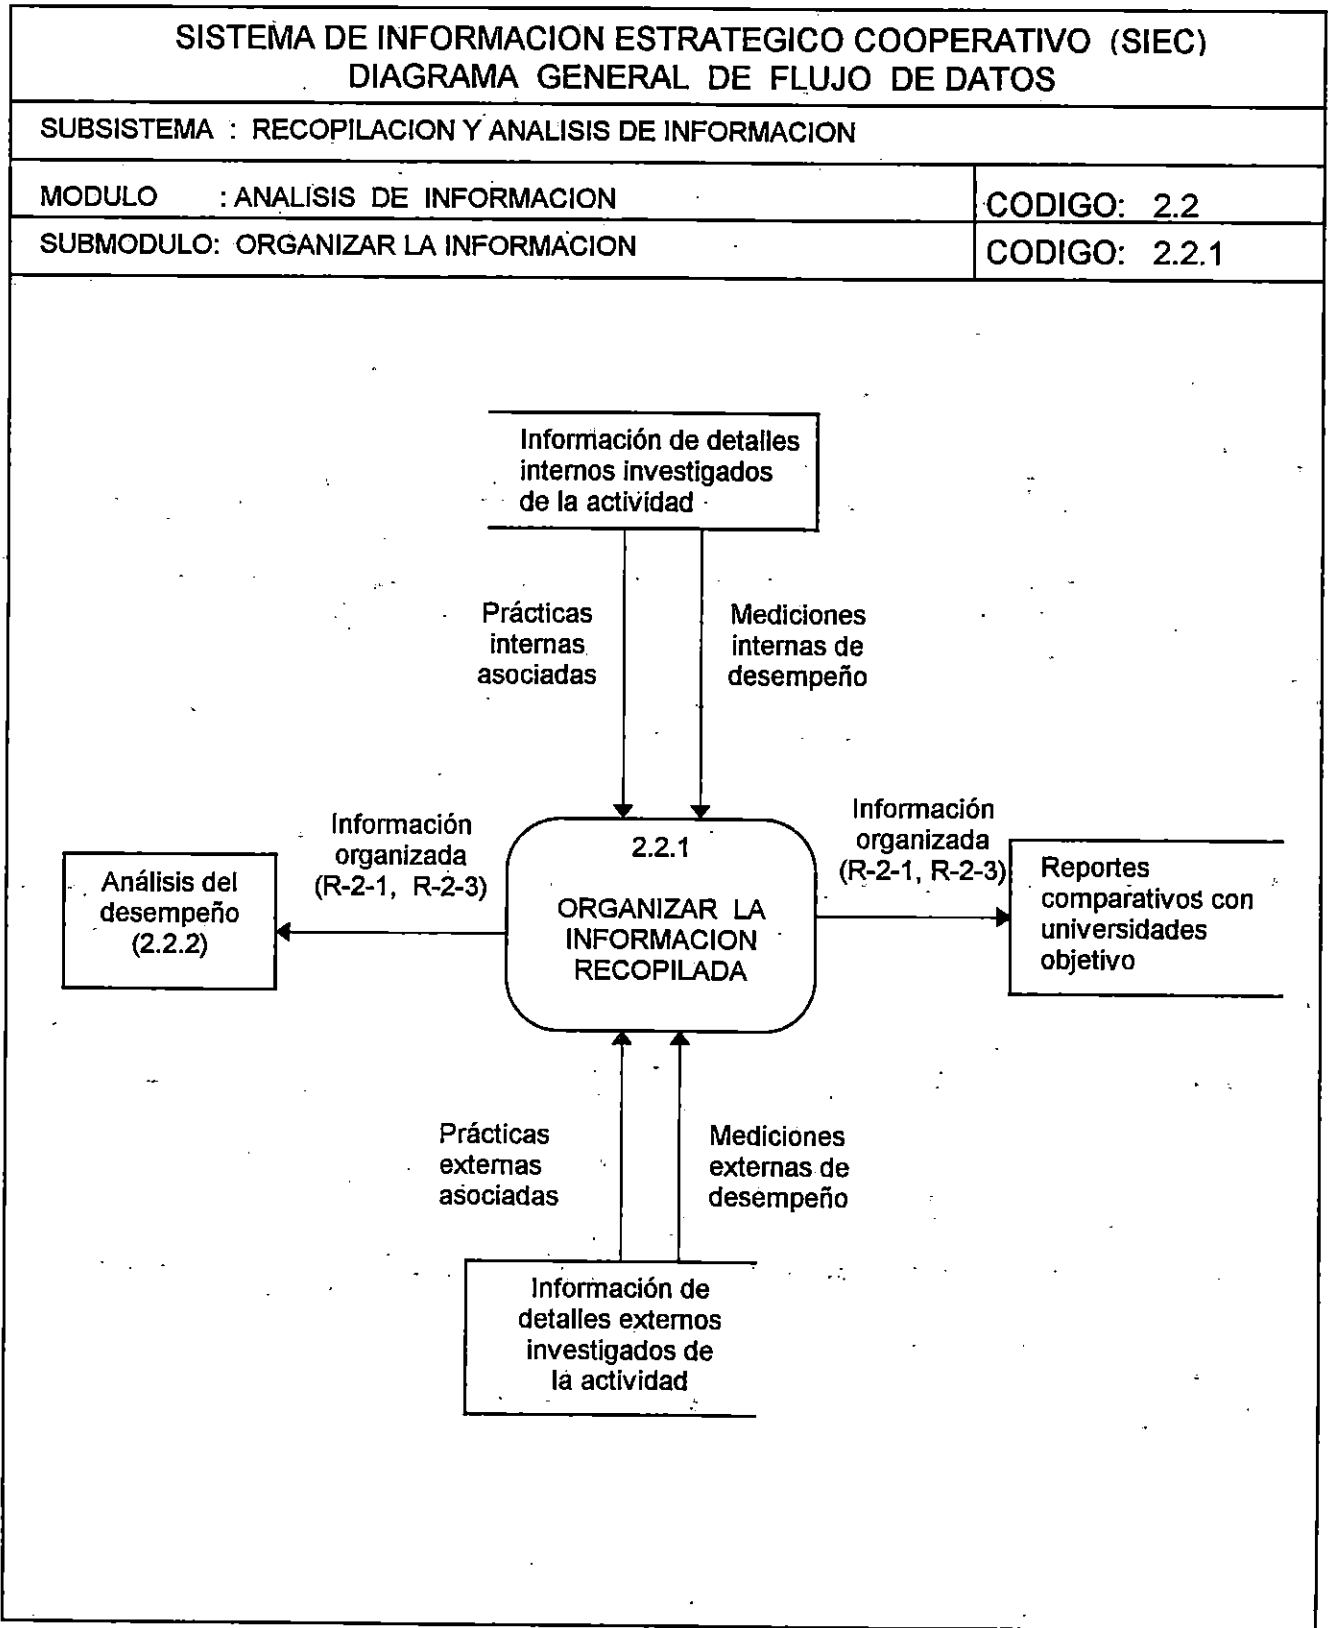 SISTEMA DE INFORMACION ESTRATEGICO COOPERATIVO (SIEC)
DIAGRAMA GENERAL DE FLUJO DE DATOS
SUBSISTEMA : RECOPILACION Y ANALISIS DE INFORMACION
MODULO : ANALISIS DE INFORMACION
CODIGO: 2.2
SUBMODULO: ORGANIZAR LA INFORMACION
CODIGO: 2.2.1
Información de detalles
internos investigados
de la actividad
Prácticas
internas
asociadas
Mediciones
internas de
desempeño
Información
organizada
(R-2-1, R-2-3)
Análisis del
desempeño
(2.2.2)
2.2.1
ORGANIZAR LA
INFORMACION
RECOPILADA
Información
organizada
(R-2-1, R-2-3)
Reportes
comparativos con
universidades
objetivo
Prácticas
externas
asociadas
Mediciones
externas de
desempeño
Información de
detalles externos
investigados de
la actividad